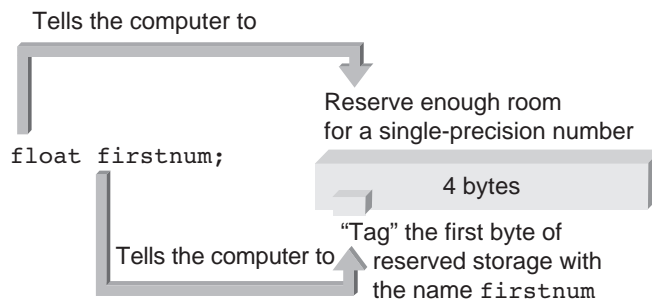 Tells the computer to
Reserve enough room
for a single-precision number
float firstnum;
4 bytes
“Tag” the first byte of
Tells the computer to
reserved storage with
the name firstnum